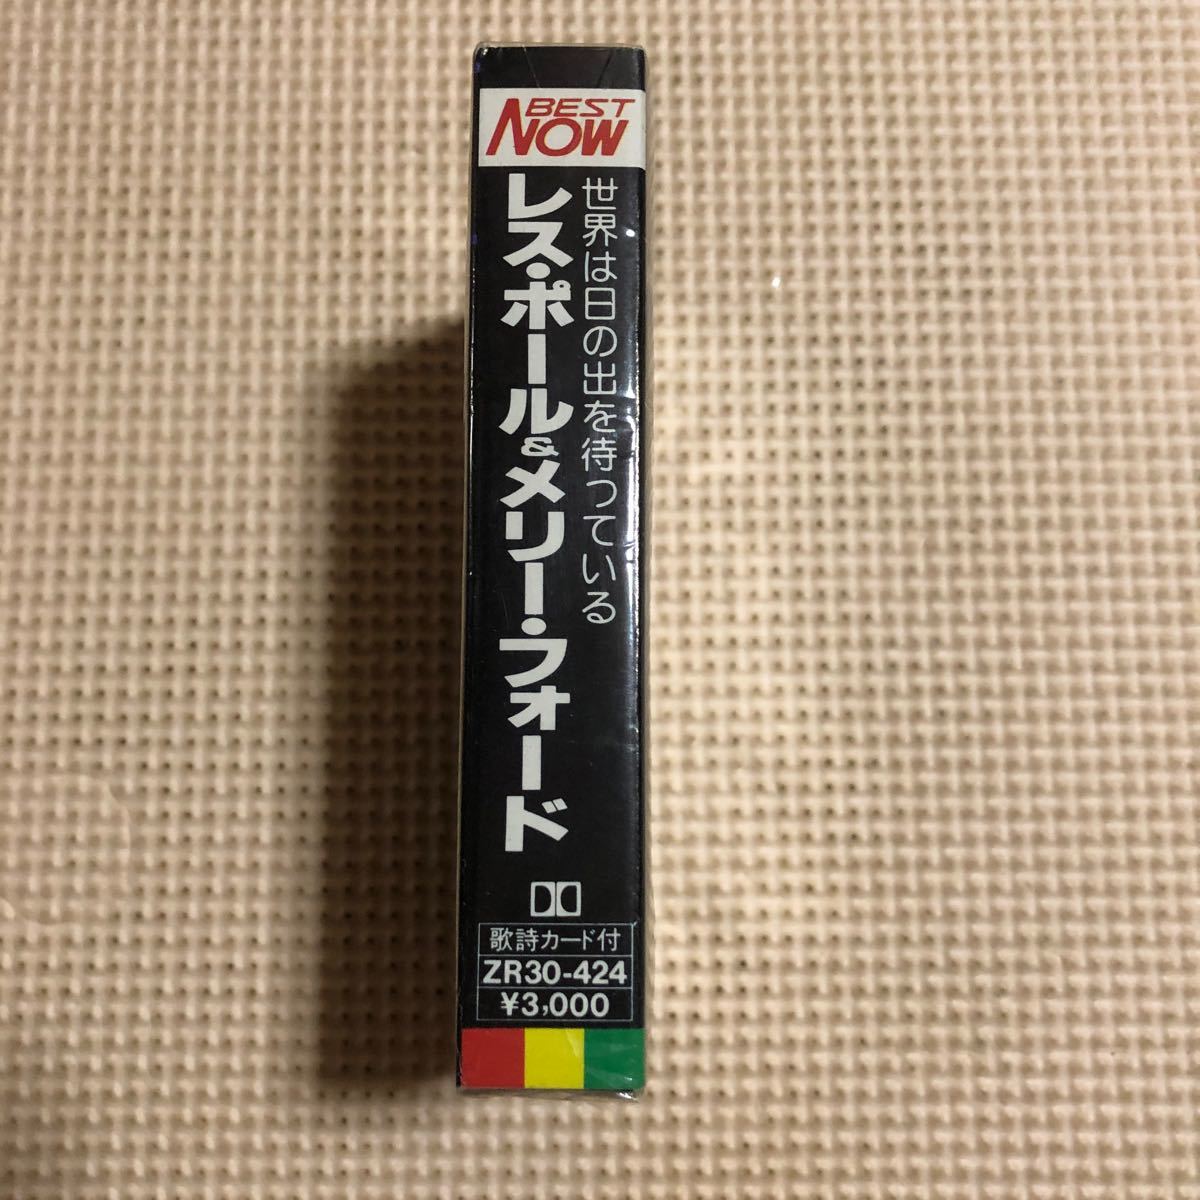 BEST
NOW
世界は日の出を待つている
レス・ポール&メリー・フォード
歌詩カード付
ZR30-424
¥3,000